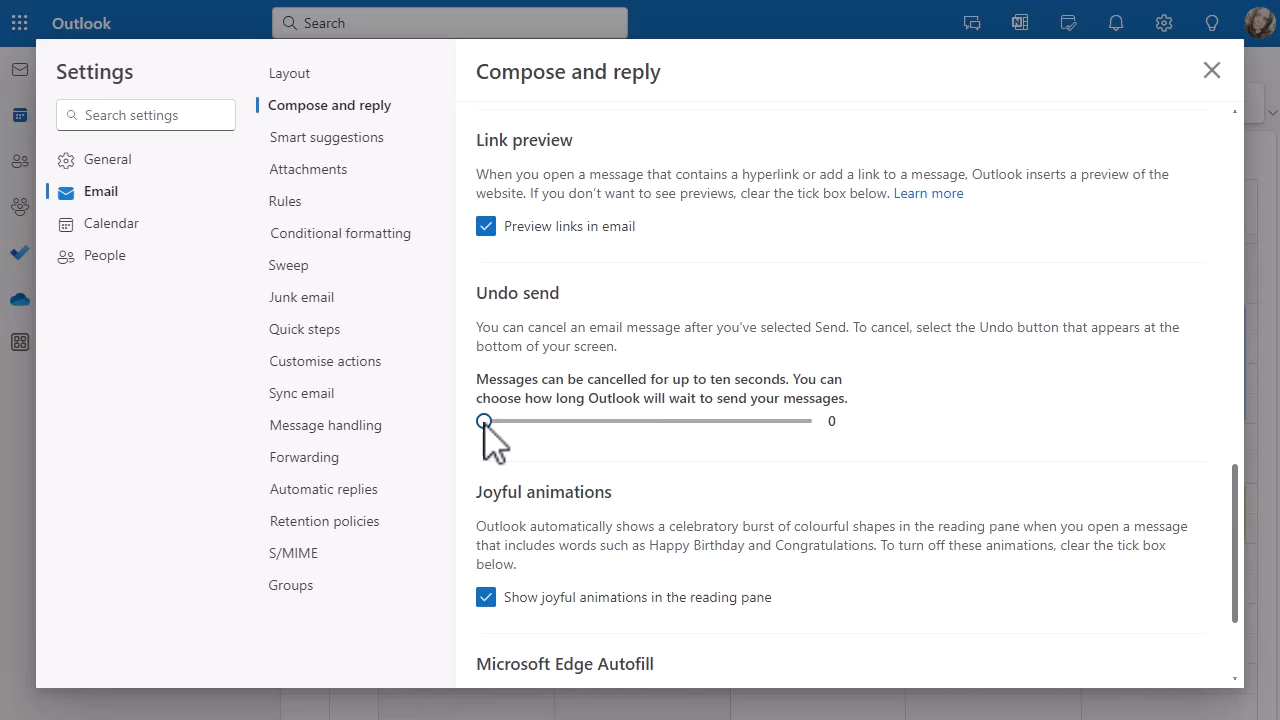 Outlook
Search
Settings
Search settings
General
Email
Calendar
People
Layout
Compose and reply
Smart suggestions
Attachments
Rules
Conditional formatting
Sweep
Junk email
Quick steps
Customise actions
Sync email
Message handling
Forwarding
Automatic replies
Retention policies
S/MIME
Groups
Compose and reply
Link preview
When you open a message that contains a hyperlink or add a link to a message, Outlook inserts a preview of the
website. If you don't want to see previews, clear the tick box below. Learn more
Preview links in email
Undo send
You can cancel an email message after you've selected Send. To cancel, select the Undo button that appears at the
bottom of your screen.
Messages can be cancelled for up to ten seconds. You can
choose how long Outlook will wait to send your messages.
0
Joyful animations
Outlook automatically shows a celebratory burst of colourful shapes in the reading pane when you open a message
that includes words such as Happy Birthday and Congratulations. To turn off these animations, clear the tick box
below.
Show joyful animations in the reading pane
Microsoft Edge Autofill